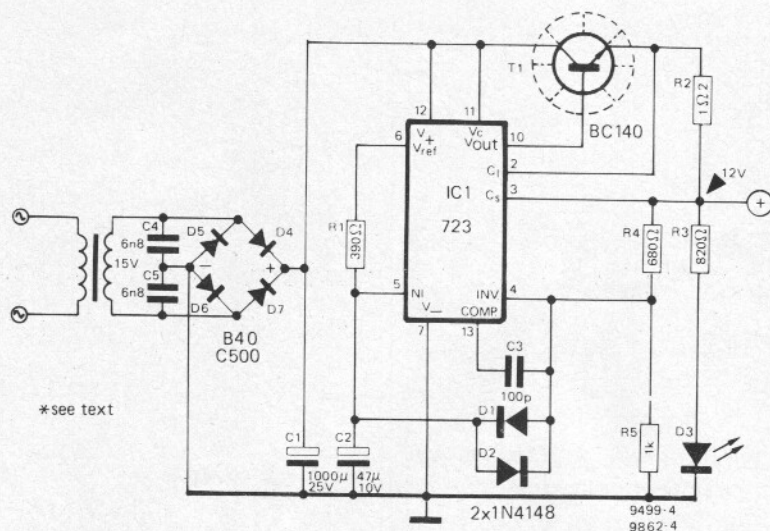 T1
BC140
R2
1Ω2
12
V+
11
Vc
6
Vref
Vout
10
CI
2
IC1
Cs
3
723
12V
+
R1
390Ω
R4
680Ω
R3
820Ω
C4
6n8
D5
D4
15V
−
+
C5
6n8
D6
D7
B40
C500
5
NI
INV
4
V−
COMP.
7
13
C3
100p
*see text
D1
D2
C1
1000µ
25V
C2
47µ
10V
R5
1k
D3
2x1N4148
9499-4
9862-4